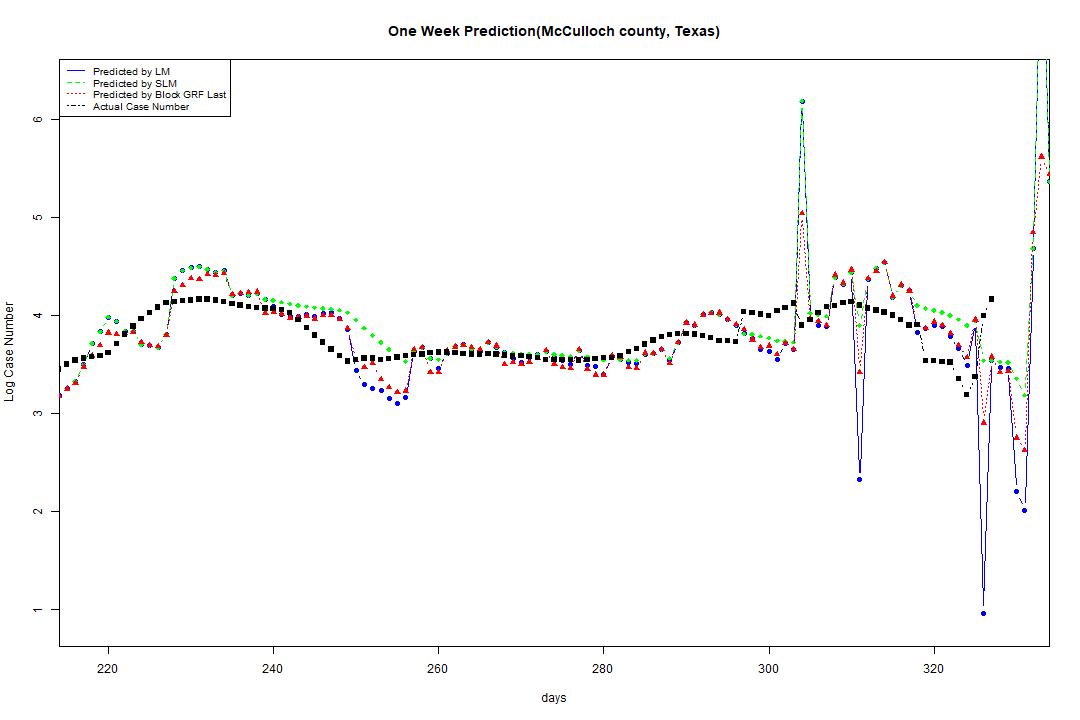 One Week Prediction(McCulloch county, Texas)
Predicted by LM
Predicted by SLM
Predicted by Block GRF Last
Actual Case Number
Log Case Number
6
5
4
3
2
1
220 240 260 280 300 320
days